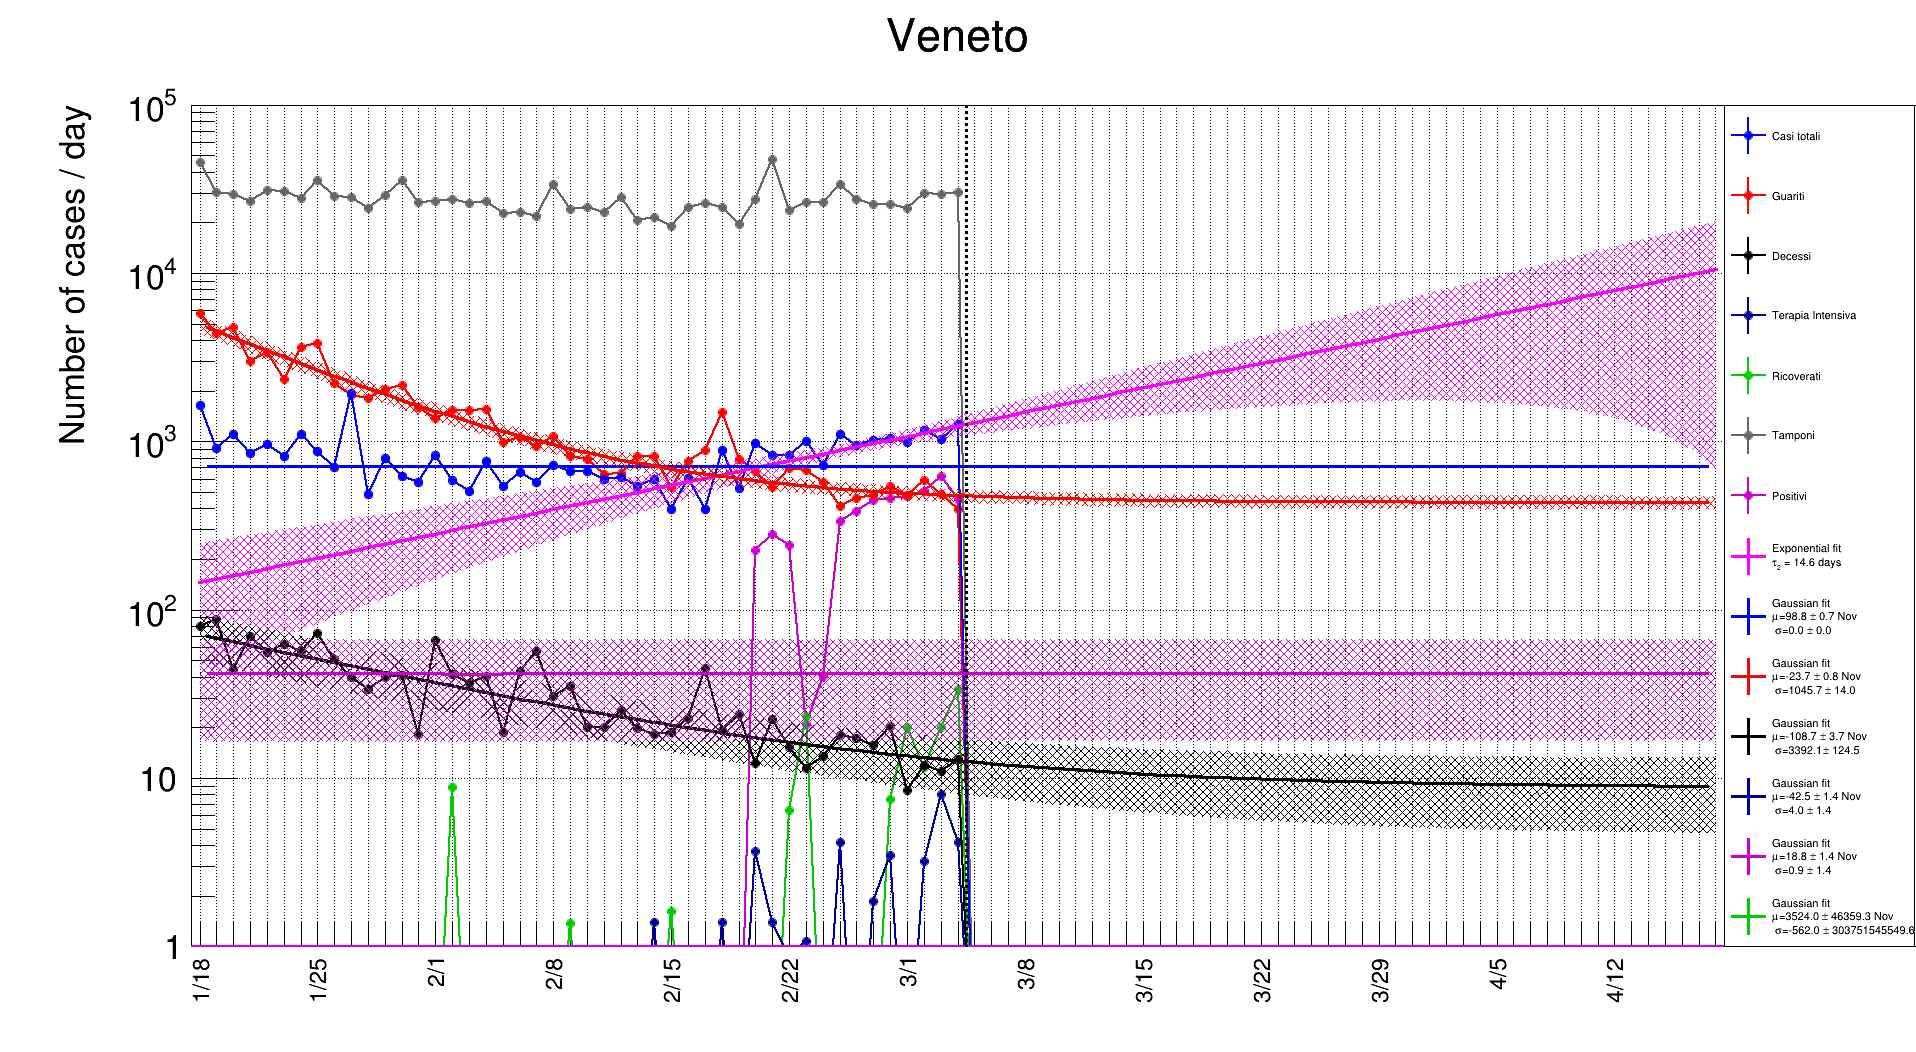 Veneto
Number of cases / day
10^5
10^4
10^3
10^2
10
1
1/18
1/25
2/1
2/8
2/15
2/22
3/1
3/8
3/15
3/22
3/29
4/5
4/12
Casi totali
Guariti
Decessi
Terapia Intensiva
Ricoverati
Tamponi
Positivi
Exponential fit
τ₂ = 14.6 days
Gaussian fit
μ=98.8 ± 0.7 Nov
σ=0.0 ± 0.0
Gaussian fit
μ=-23.7 ± 0.8 Nov
σ=1045.7 ± 14.0
Gaussian fit
μ=-108.7 ± 3.7 Nov
σ=3392.1 ± 124.5
Gaussian fit
μ=-42.5 ± 1.4 Nov
σ=4.0 ± 1.4
Gaussian fit
μ=18.8 ± 1.4 Nov
σ=0.9 ± 1.4
Gaussian fit
μ=3524.0 ± 46359.3 Nov
σ=-562.0 ± 303751545549.6